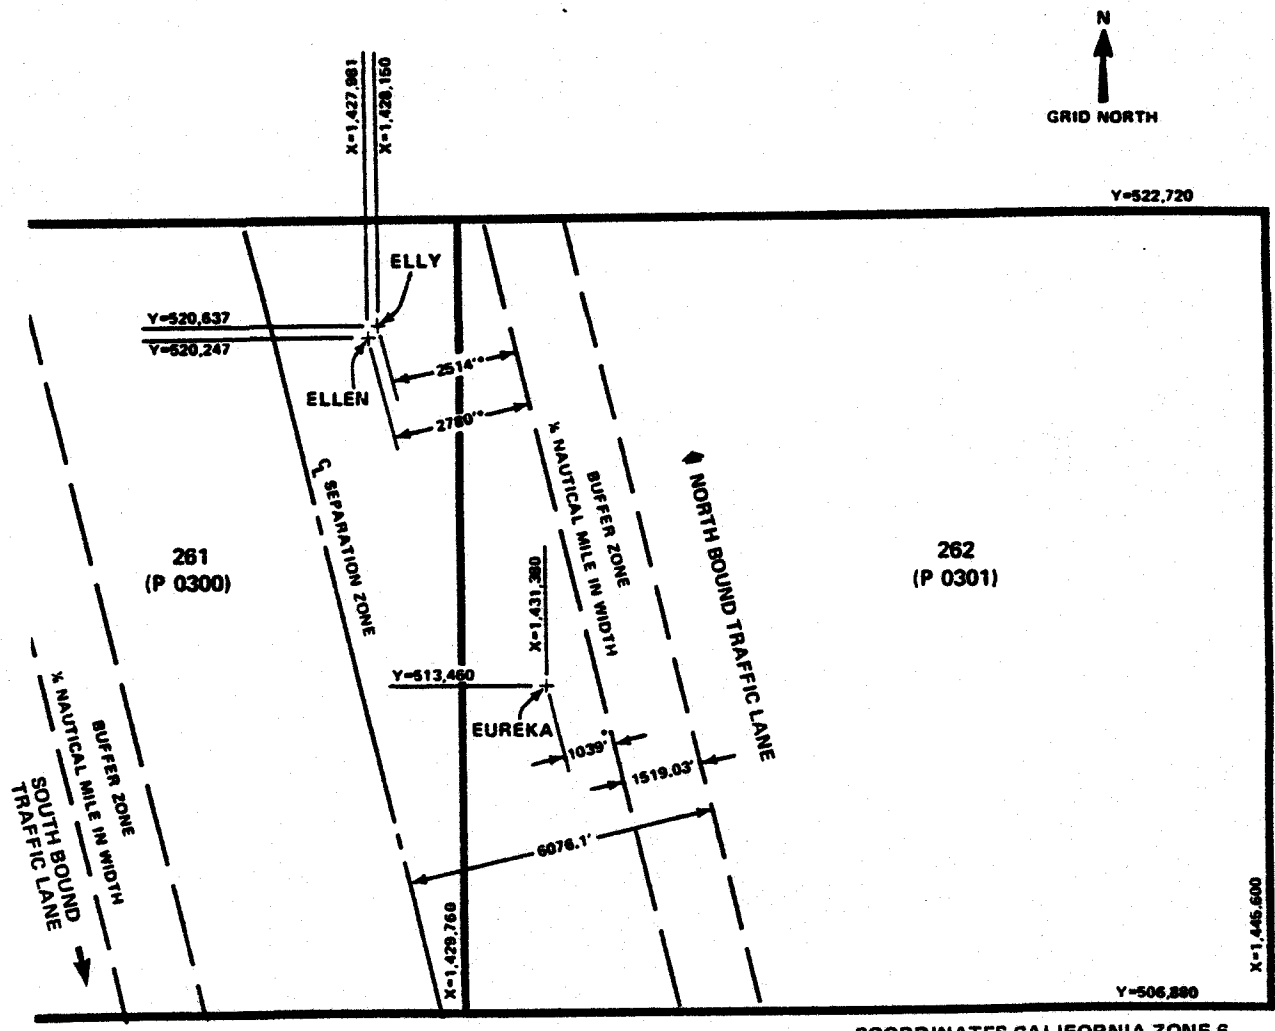 N
GRID NORTH
X=1,427,981
X=1,428,150
Y=522,720
ELLY
Y=520,637
Y=520,247
ELLEN
2514'*
2780'*
℄ SEPARATION ZONE
¼ NAUTICAL MILE IN WIDTH
BUFFER ZONE
NORTH BOUND TRAFFIC LANE
261
(P 0300)
262
(P 0301)
X=1,431,380
Y=513,460
EUREKA
1039'*
1519.03'
6076.1'
¼ NAUTICAL MILE IN WIDTH
BUFFER ZONE
SOUTH BOUND
TRAFFIC LANE
X=1,429,760
X=1,445,600
Y=506,880
COORDINATES CALIFORNIA ZONE 6